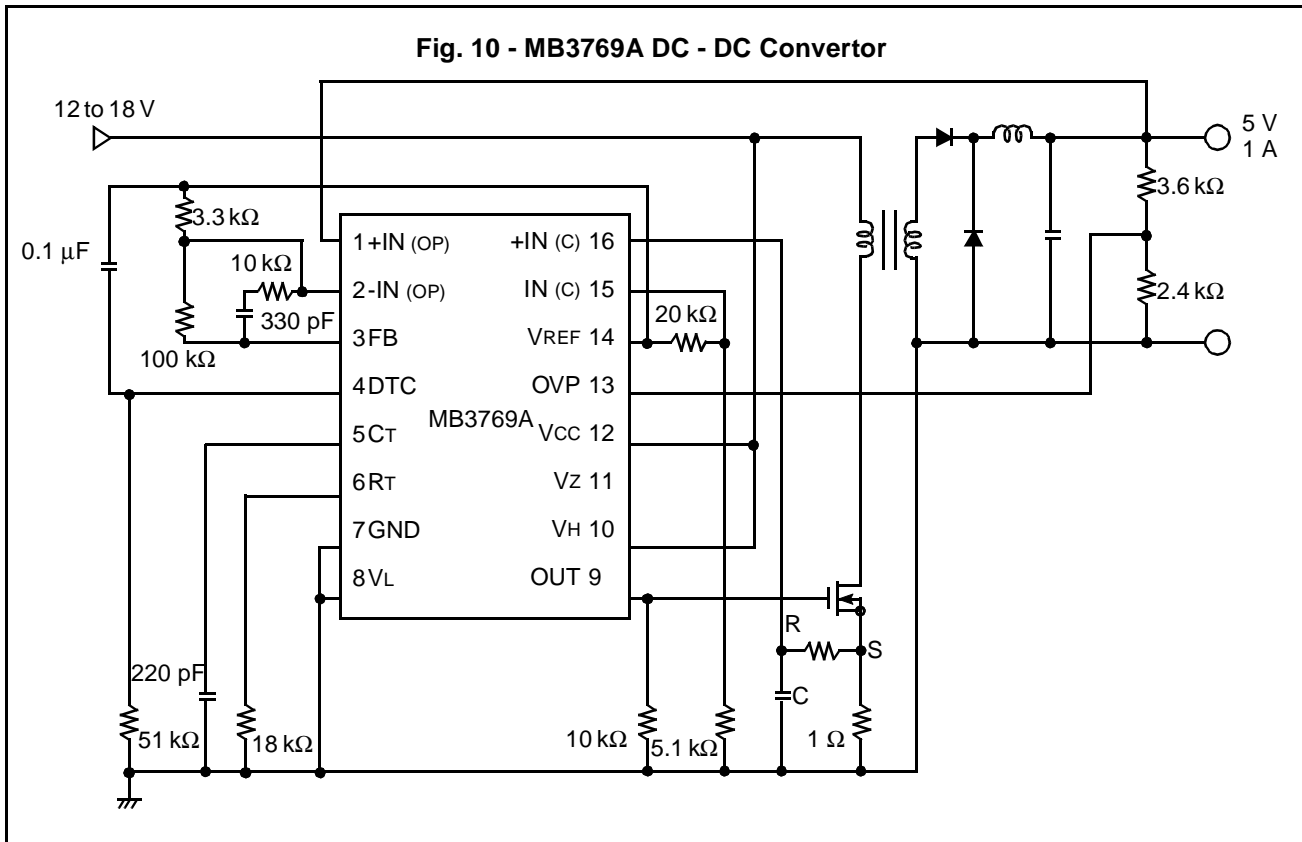 Fig. 10 - MB3769A DC - DC Convertor
12 to 18 V
5 V
1 A
3.6 kΩ
3.3 kΩ
0.1 μF
1 +IN (OP)
+IN (C) 16
10 kΩ
2 -IN (OP)
IN (C) 15
2.4 kΩ
330 pF
20 kΩ
3 FB
VREF 14
100 kΩ
4 DTC
OVP 13
MB3769A
5 CT
VCC 12
6 RT
VZ 11
7 GND
VH 10
8 VL
OUT 9
R
S
220 pF
C
51 kΩ
18 kΩ
10 kΩ
5.1 kΩ
1 Ω